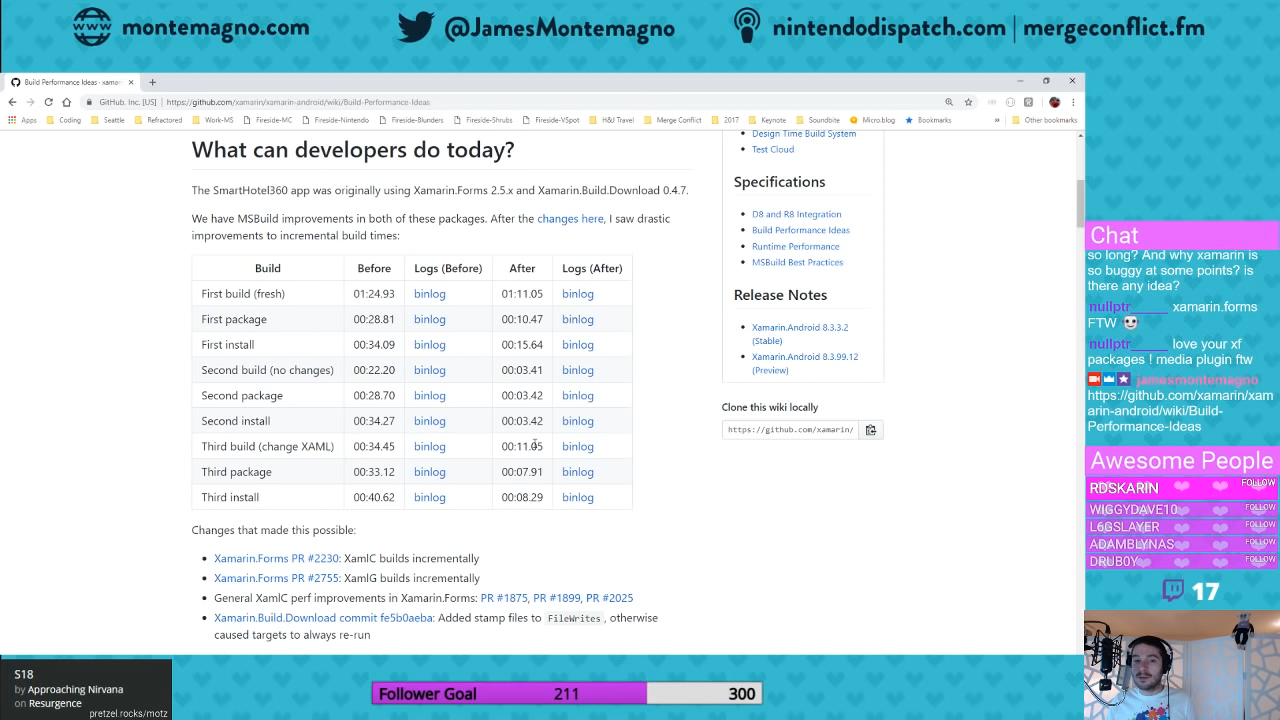 montemagno.com
@JamesMontemagno
nintendodispatch.com | mergeconflict.fm
Build Performance Ideas · xama
GitHub, Inc. [US] | https://github.com/xamarin/xamarin-android/wiki/Build-Performance-Ideas
Apps Coding Seattle Refractored Work-MS Fireside-MC Fireside-Nintendo Fireside-Blunders Fireside-Shrubs Fireside-VSpot H&J Travel Merge Conflict 2017 Keynote Soundbite Micro.blog Bookmarks » Other bookmarks
What can developers do today?
The SmartHotel360 app was originally using Xamarin.Forms 2.5.x and Xamarin.Build.Download 0.4.7.
We have MSBuild improvements in both of these packages. After the changes here, I saw drastic
improvements to incremental build times:
Build Before Logs (Before) After Logs (After)
First build (fresh) 01:24.93 binlog 01:11.05 binlog
First package 00:28.81 binlog 00:10.47 binlog
First install 00:34.09 binlog 00:15.64 binlog
Second build (no changes) 00:22.20 binlog 00:03.41 binlog
Second package 00:28.70 binlog 00:03.42 binlog
Second install 00:34.27 binlog 00:03.42 binlog
Third build (change XAML) 00:34.45 binlog 00:11.05 binlog
Third package 00:33.12 binlog 00:07.91 binlog
Third install 00:40.62 binlog 00:08.29 binlog
Changes that made this possible:
• Xamarin.Forms PR #2230: XamlC builds incrementally
• Xamarin.Forms PR #2755: XamlG builds incrementally
• General XamlC perf improvements in Xamarin.Forms PR #1875, PR #1899, PR #2025
• Xamarin.Build.Download commit fe5b0aeba: Added stamp files to FileWrites, otherwise
caused targets to always re-run
• Design Time Build System
• Test Cloud
Specifications
• D8 and R8 Integration
• Build Performance Ideas
• Runtime Performance
• MSBuild Best Practices
Release Notes
• Xamarin.Android 8.3.3.2
(Stable)
• Xamarin.Android 8.3.99.12
(Preview)
Clone this wiki locally
https://github.com/xamarin/
Chat
so long? And why xamarin is
so buggy at some points? is
there any idea?
nullptr_____ xamarin.forms
FTW
nullptr_____ love your xf
packages ! media plugin ftw
jamesmontemagno
https://github.com/xamarin/xam
arin-android/wiki/Build-
Performance-Ideas
Awesome People
RDSKARIN FOLLOW
WIGGYDAVE10 FOLLOW
L6GSLAYER FOLLOW
ADAMBLYNAS FOLLOW
DRUB0Y FOLLOW
17
S18
by Approaching Nirvana
on Resurgence
pretzel.rocks/motz
Follower Goal 211 300